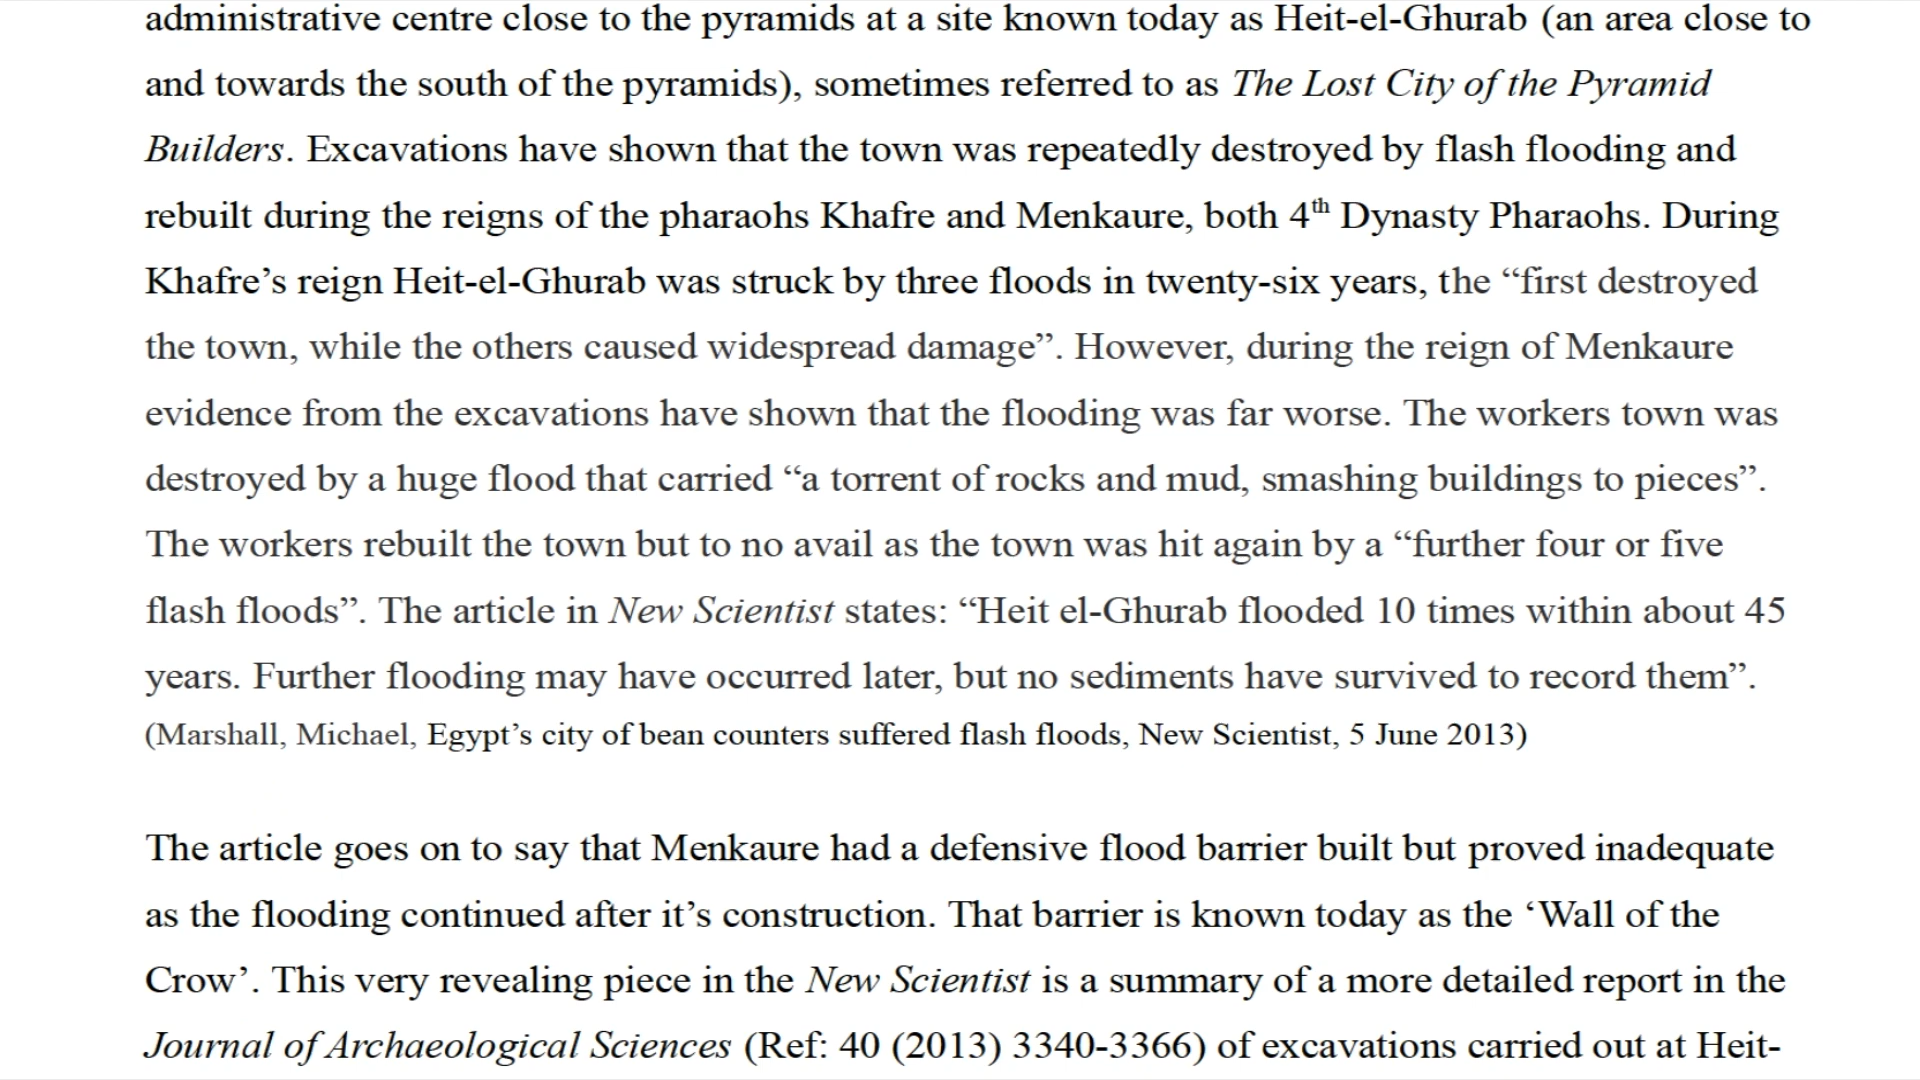 administrative centre close to the pyramids at a site known today as Heit-el-Ghurab (an area close to
and towards the south of the pyramids), sometimes referred to as The Lost City of the Pyramid
Builders. Excavations have shown that the town was repeatedly destroyed by flash flooding and
rebuilt during the reigns of the pharaohs Khafre and Menkaure, both 4th Dynasty Pharaohs. During
Khafre’s reign Heit-el-Ghurab was struck by three floods in twenty-six years, the “first destroyed
the town, while the others caused widespread damage”. However, during the reign of Menkaure
evidence from the excavations have shown that the flooding was far worse. The workers town was
destroyed by a huge flood that carried “a torrent of rocks and mud, smashing buildings to pieces”.
The workers rebuilt the town but to no avail as the town was hit again by a “further four or five
flash floods”. The article in New Scientist states: “Heit el-Ghurab flooded 10 times within about 45
years. Further flooding may have occurred later, but no sediments have survived to record them”.
(Marshall, Michael, Egypt’s city of bean counters suffered flash floods, New Scientist, 5 June 2013)
The article goes on to say that Menkaure had a defensive flood barrier built but proved inadequate
as the flooding continued after it’s construction. That barrier is known today as the ‘Wall of the
Crow’. This very revealing piece in the New Scientist is a summary of a more detailed report in the
Journal of Archaeological Sciences (Ref: 40 (2013) 3340-3366) of excavations carried out at Heit-